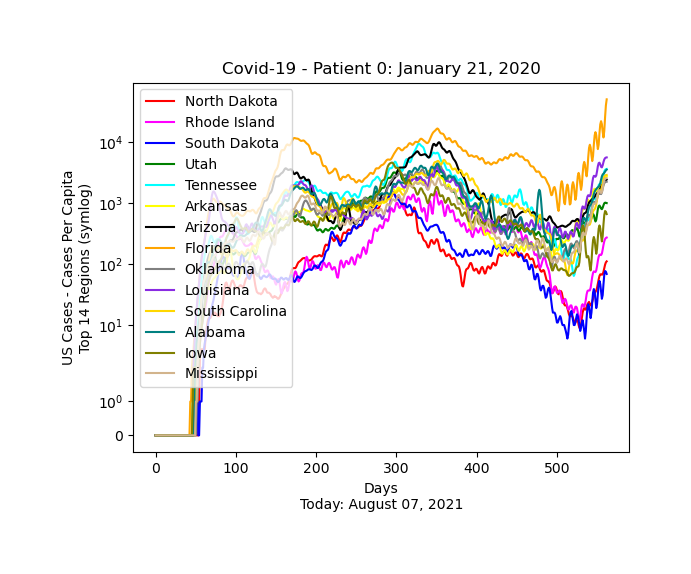 Covid-19 - Patient 0: January 21, 2020
US Cases - Cases Per Capita
Top 14 Regions (symlog)
10^4
10^3
10^2
10^1
10^0
0
North Dakota
Rhode Island
South Dakota
Utah
Tennessee
Arkansas
Arizona
Florida
Oklahoma
Louisiana
South Carolina
Alabama
Iowa
Mississippi
0 100 200 300 400 500
Days
Today: August 07, 2021